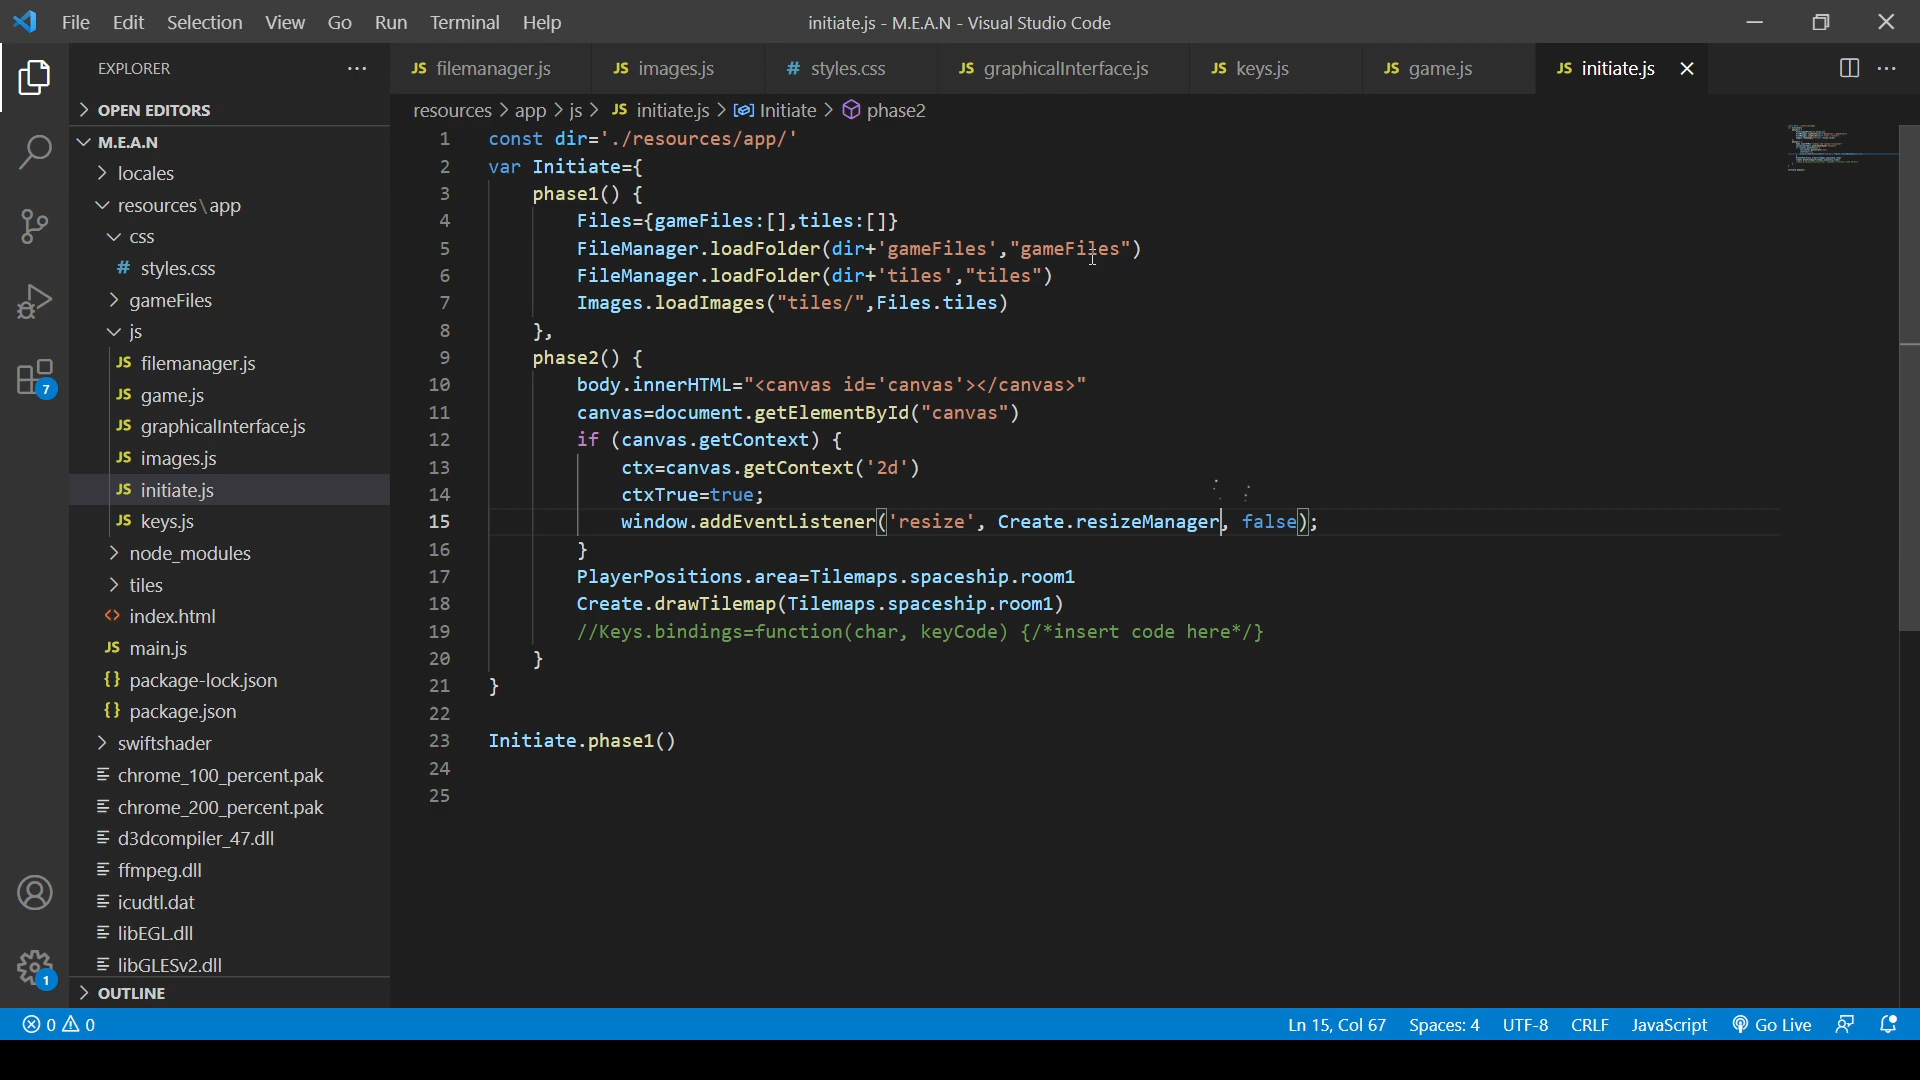 File Edit Selection View Go Run Terminal Help
initiate.js - M.E.A.N - Visual Studio Code
EXPLORER
OPEN EDITORS
M.E.A.N
locales
resources\app
css
# styles.css
gameFiles
js
JS filemanager.js
JS game.js
JS graphicalInterface.js
JS images.js
JS initiate.js
JS keys.js
node_modules
tiles
<> index.html
JS main.js
{} package-lock.json
{} package.json
swiftshader
chrome_100_percent.pak
chrome_200_percent.pak
d3dcompiler_47.dll
ffmpeg.dll
icudtl.dat
libEGL.dll
libGLESv2.dll
OUTLINE
7
1
JS filemanager.js JS images.js # styles.css JS graphicalInterface.js JS keys.js JS game.js JS initiate.js
resources > app > js > JS initiate.js > Initiate > phase2
1 const dir='./resources/app/'
2 var Initiate={
3 phase1() {
4 Files={gameFiles:[],tiles:[]}
5 FileManager.loadFolder(dir+'gameFiles',"gameFiles")
6 FileManager.loadFolder(dir+'tiles',"tiles")
7 Images.loadImages("tiles/",Files.tiles)
8 },
9 phase2() {
10 body.innerHTML="<canvas id='canvas'></canvas>"
11 canvas=document.getElementById("canvas")
12 if (canvas.getContext) {
13 ctx=canvas.getContext('2d')
14 ctxTrue=true;
15 window.addEventListener('resize', Create.resizeManager, false);
16 }
17 PlayerPositions.area=Tilemaps.spaceship.room1
18 Create.drawTilemap(Tilemaps.spaceship.room1)
19 //Keys.bindings=function(char, keyCode) {/*insert code here*/}
20 }
21 }
22
23 Initiate.phase1()
24
25
0 0
Ln 15, Col 67 Spaces: 4 UTF-8 CRLF JavaScript Go Live